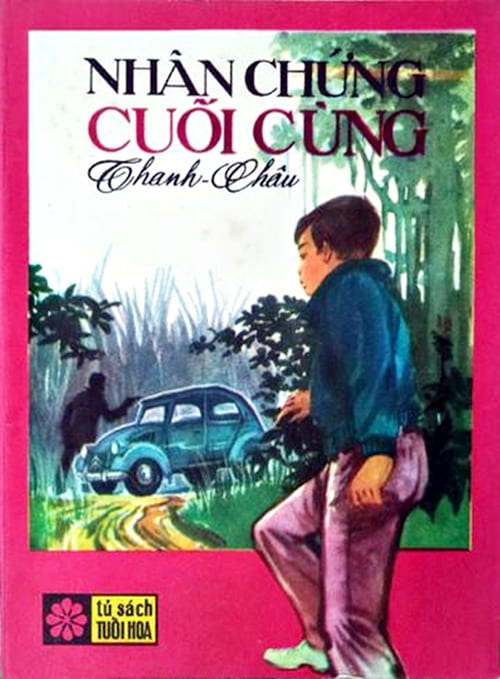 NHÂN CHỨNG
CUỐI CÙNG
Thanh-Châu
tủ sách
TUỔI HOA